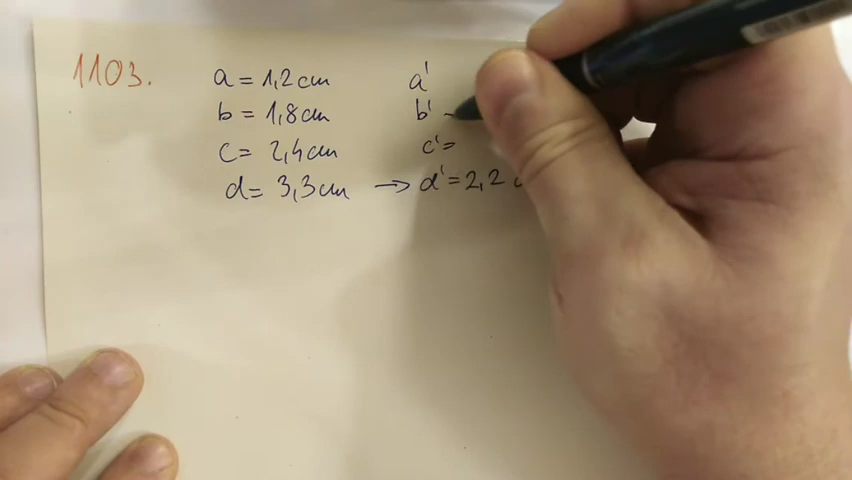 1103. a = 1,2 cm a'
b = 1,8 cm b'
c = 2,4 cm c' =
d = 3,3 cm → d' = 2,2